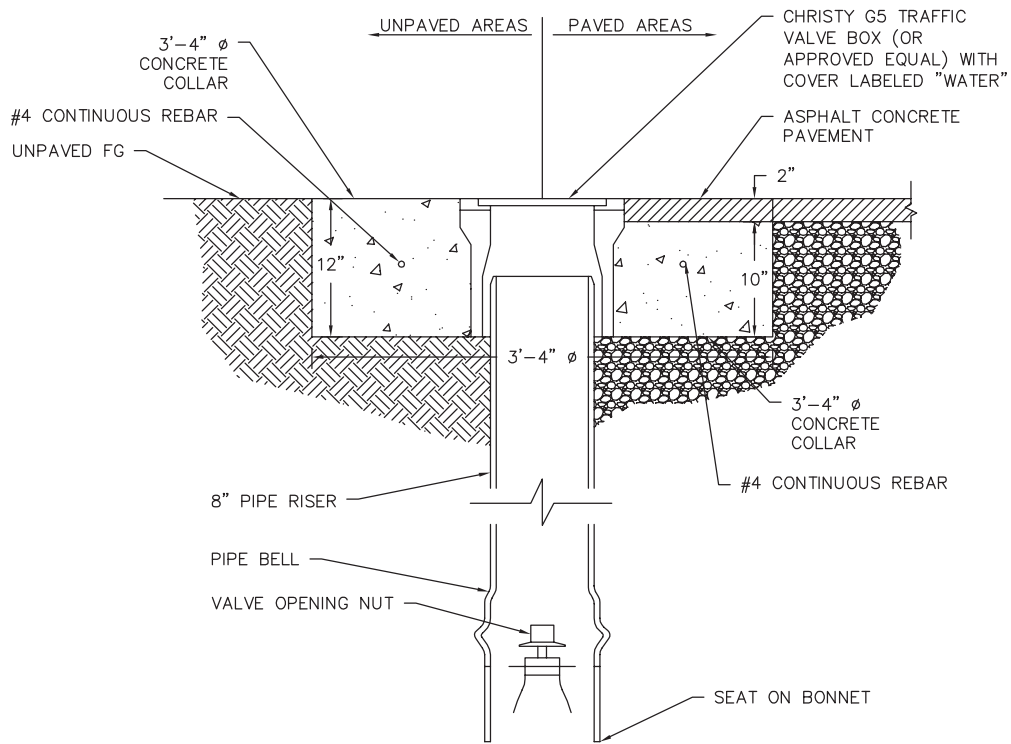 UNPAVED AREAS
PAVED AREAS
CHRISTY G5 TRAFFIC
VALVE BOX (OR
APPROVED EQUAL) WITH
COVER LABELED "WATER"
3'-4" ø
CONCRETE
COLLAR
#4 CONTINUOUS REBAR
UNPAVED FG
ASPHALT CONCRETE
PAVEMENT
2"
12"
10"
3'-4" ø
3'-4" ø
CONCRETE
COLLAR
#4 CONTINUOUS REBAR
8" PIPE RISER
PIPE BELL
VALVE OPENING NUT
SEAT ON BONNET